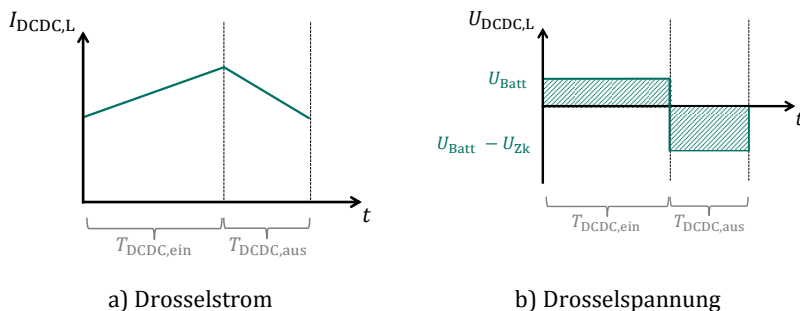 I_DCDC,L
t
T_DCDC,ein
T_DCDC,aus
a) Drosselstrom
U_DCDC,L
U_Batt
t
U_Batt − U_Zk
T_DCDC,ein
T_DCDC,aus
b) Drosselspannung